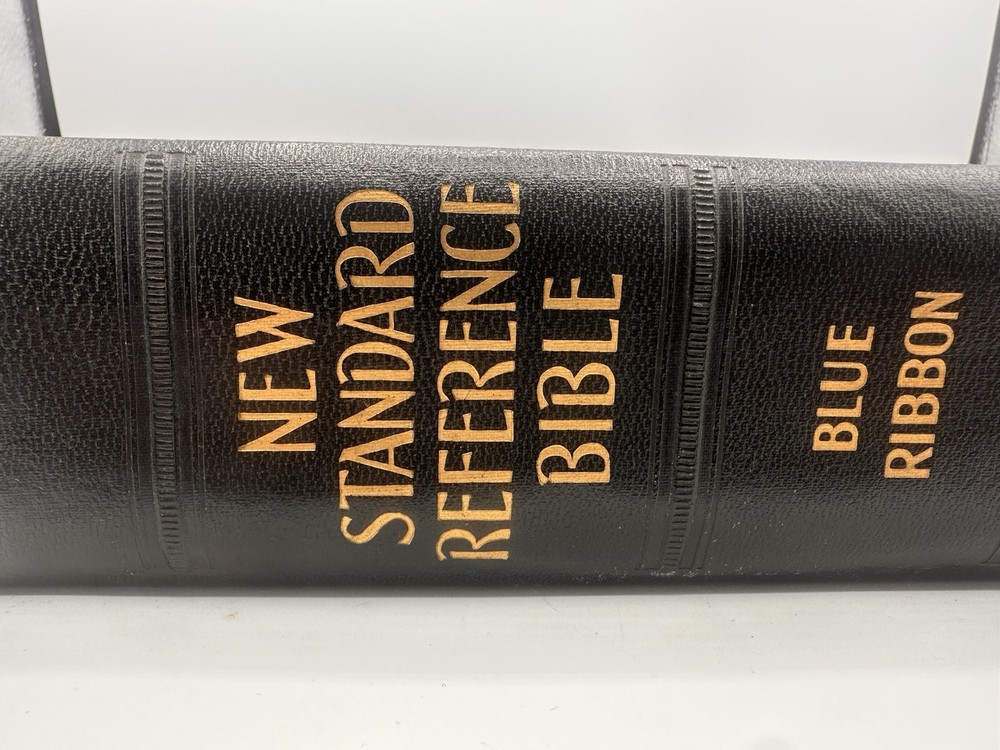 NEW
STANDARD
REFERENCE
BIBLE
BLUE
RIBBON